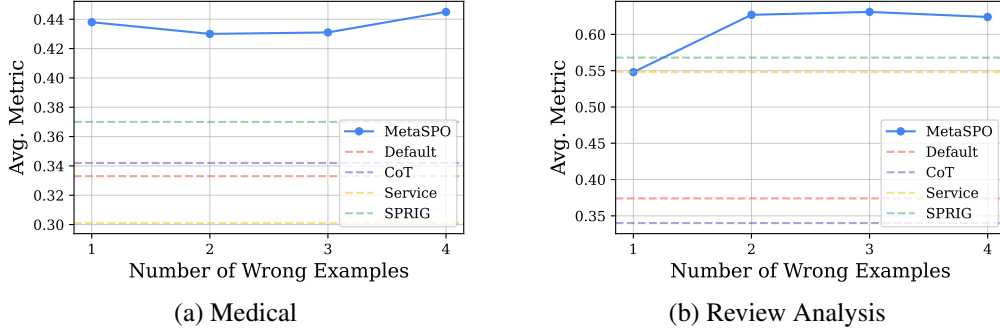 Avg. Metric
0.44
0.42
0.40
0.38
0.36
0.34
0.32
0.30
1
2
3
4
Number of Wrong Examples
MetaSPO
Default
CoT
Service
SPRIG
(a) Medical
Avg. Metric
0.60
0.55
0.50
0.45
0.40
0.35
1
2
3
4
Number of Wrong Examples
MetaSPO
Default
CoT
Service
SPRIG
(b) Review Analysis